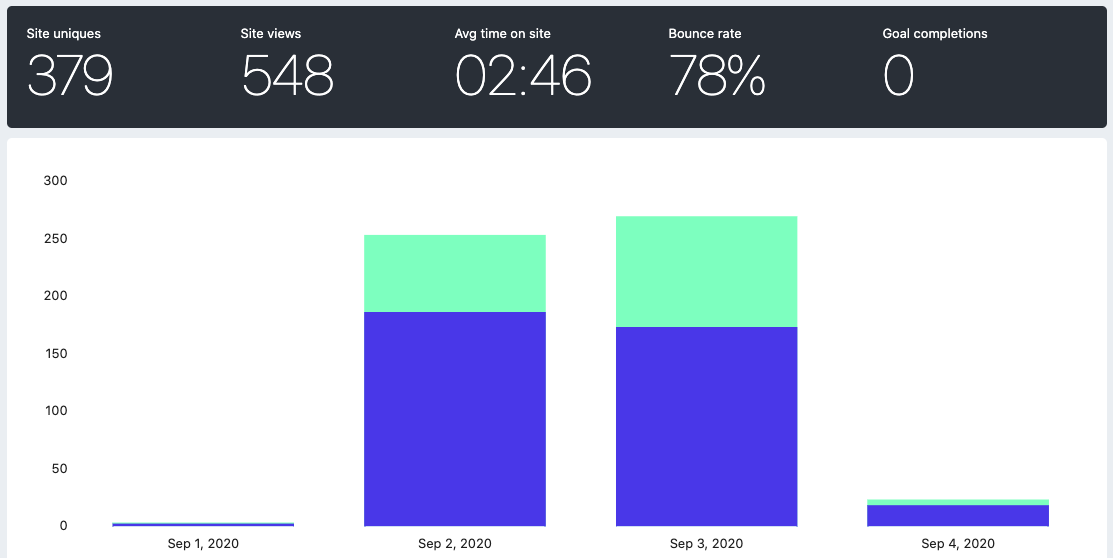 Site uniques
Site views
Avg time on site
Bounce rate
Goal completions
379
548
02:46
78%
0
300
250
200
150
100
50
0
Sep 1, 2020
Sep 2, 2020
Sep 3, 2020
Sep 4, 2020